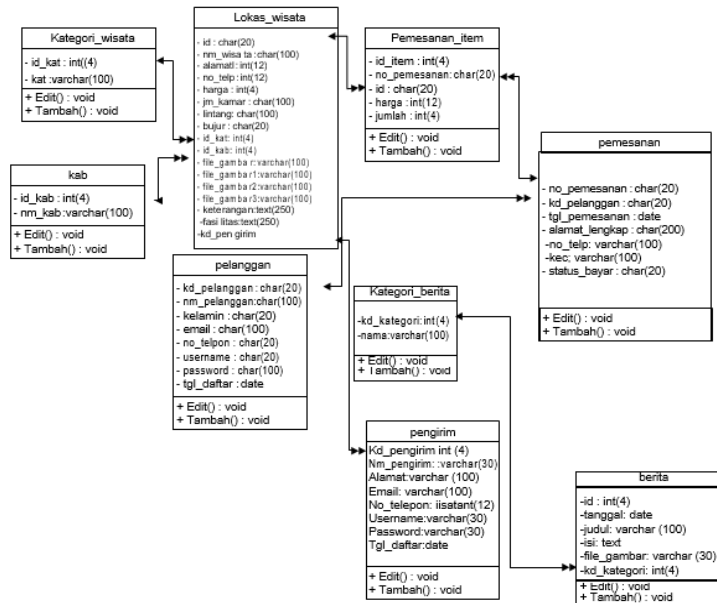 Kategori_wisata
- id_kat : int((4)
- kat :varchar(100)
+ Edit() : void
+ Tambah() : void
Lokas_wisata
- id : char(20)
- nm_wisa ta : char(100)
- alamatl : int(12)
- no_telp : int(12)
- harga : int(4)
- jm_kamar : char(100)
- lintang: char(100)
- bujur : char(20)
- id_kat: int(4)
- id_kab: int(4)
- file_gamba r:varchar(100)
- file_gambar1:varchar(100)
- file_gambar2:varchar(100)
- file_gambar3:varchar(100)
- keterangan:text(250)
-fasi litas:text(250)
-kd_pen girim
Pemesanan_item
- id_item : int(4)
- no_pemesanan:char(20)
- id : char(20)
- harga : int(12)
- jumlah : int(4)
+ Edit() : void
+ Tambah() : void
pemesanan
- no_pemesanan : char(20)
- kd_pelanggan : char(20)
- tgl_pemesanan : date
- alamat_lengkap : char(200)
-no_telp: varchar(100)
-kec; varchar(100)
- status_bayar : char(20)
+ Edit() : void
+ Tambah() : void
kab
- id_kab : int(4)
- nm_kab:varchar(100)
+ Edit() : void
+ Tambah() : void
pelanggan
- kd_pelanggan : char(20)
- nm_pelanggan:char(100)
- kelamin : char(20)
- email : char(100)
- no_telpon : char(20)
- username : char(20)
- password : char(100)
- tgl_daftar : date
+ Edit() : void
+ Tambah() : void
Kategori_berita
-kd_kategori:int(4)
-nama:varchar(100)
+ Edit() : void
+ Tambah() : void
pengirim
Kd_pengirim int (4)
Nm_pengirim: :varchar(30)
Alamat:varchar (100)
Email: varchar(100)
No_telepon: iisatant(12)
Username:varchar(30)
Password:varchar(30)
Tgl_daftar:date
+ Edit() : void
+ Tambah() : void
berita
-id : int(4)
-tanggal: date
-judul: varchar (100)
-isi: text
-file_gambar: varchar (30)
-kd_kategori: int(4)
+ Edit() : void
+ Tambah() : void